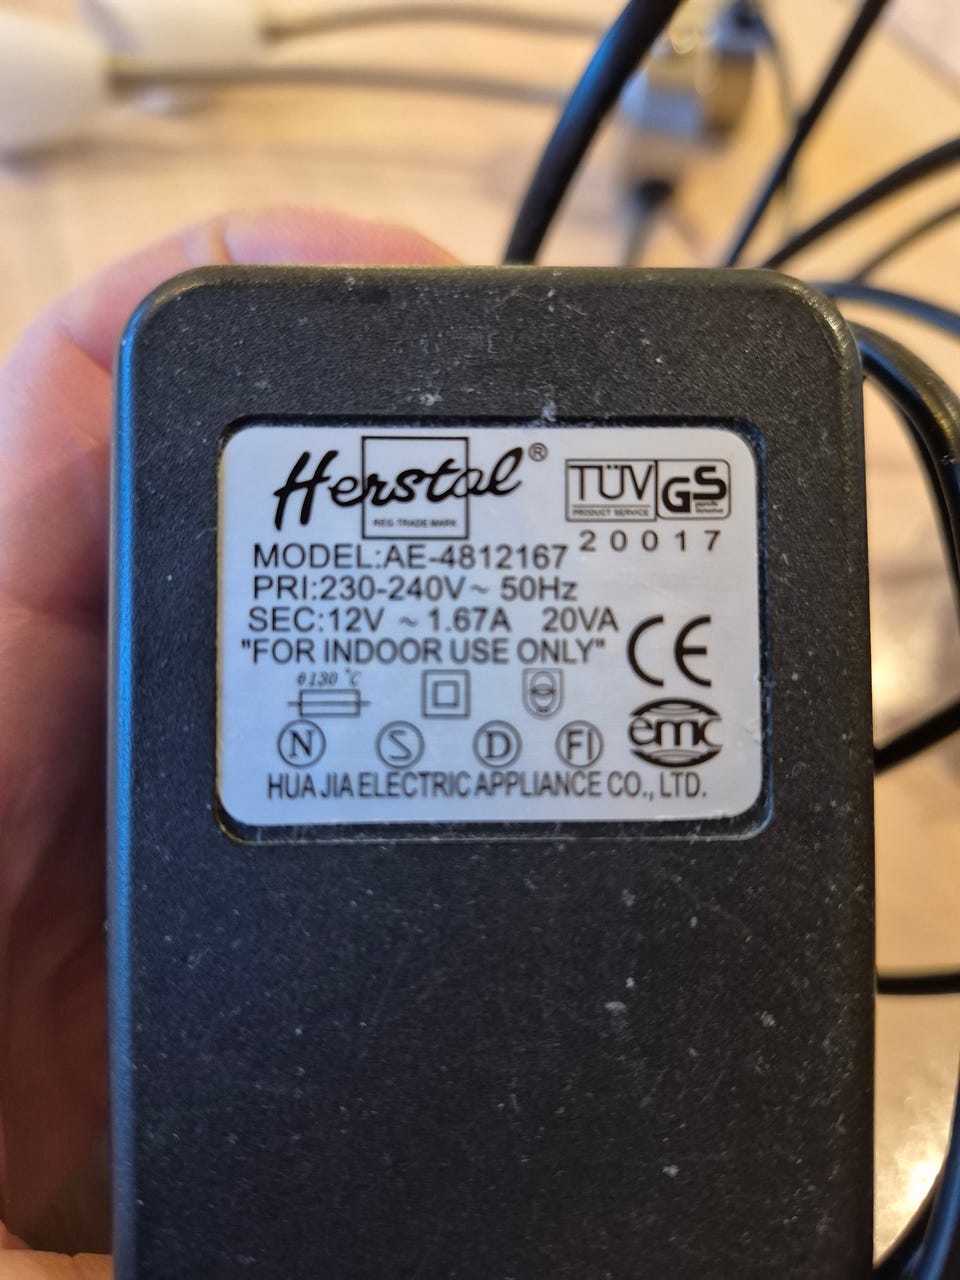 Herstal®
REG. TRADE MARK
TÜV
PRODUCT SERVICE
GS
20017
MODEL:AE-4812167
PRI:230-240V~ 50Hz
SEC:12V ~1.67A 20VA
"FOR INDOOR USE ONLY"
CE
θ130 °C
N S D FI
emc
HUA JIA ELECTRIC APPLIANCE CO., LTD.